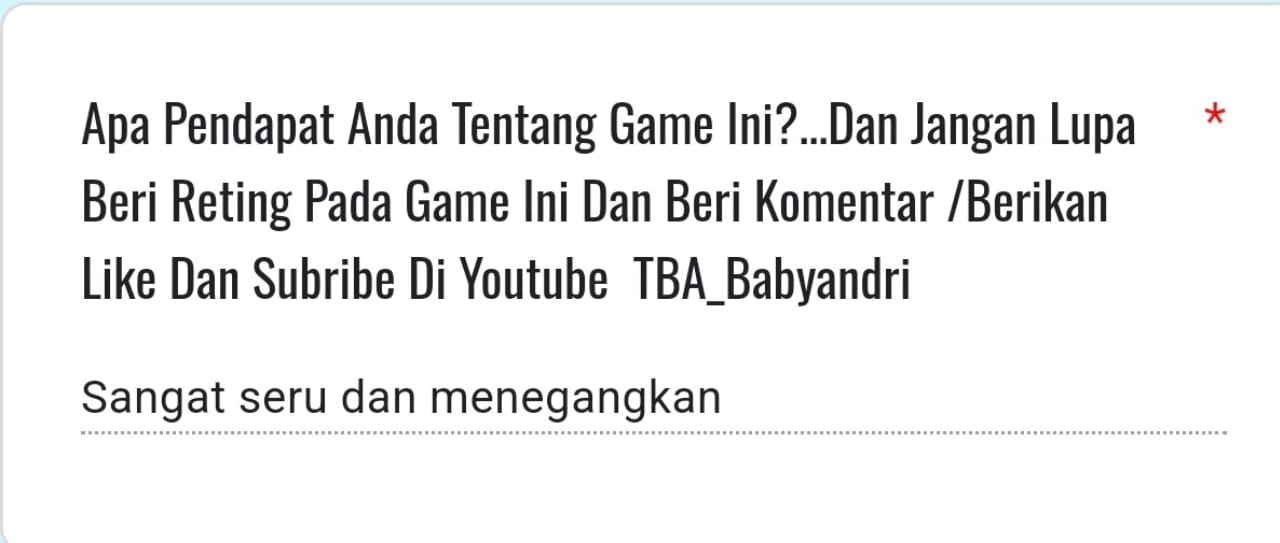 Apa Pendapat Anda Tentang Game Ini?...Dan Jangan Lupa *
Beri Reting Pada Game Ini Dan Beri Komentar /Berikan
Like Dan Subribe Di Youtube  TBA_Babyandri
Sangat seru dan menegangkan